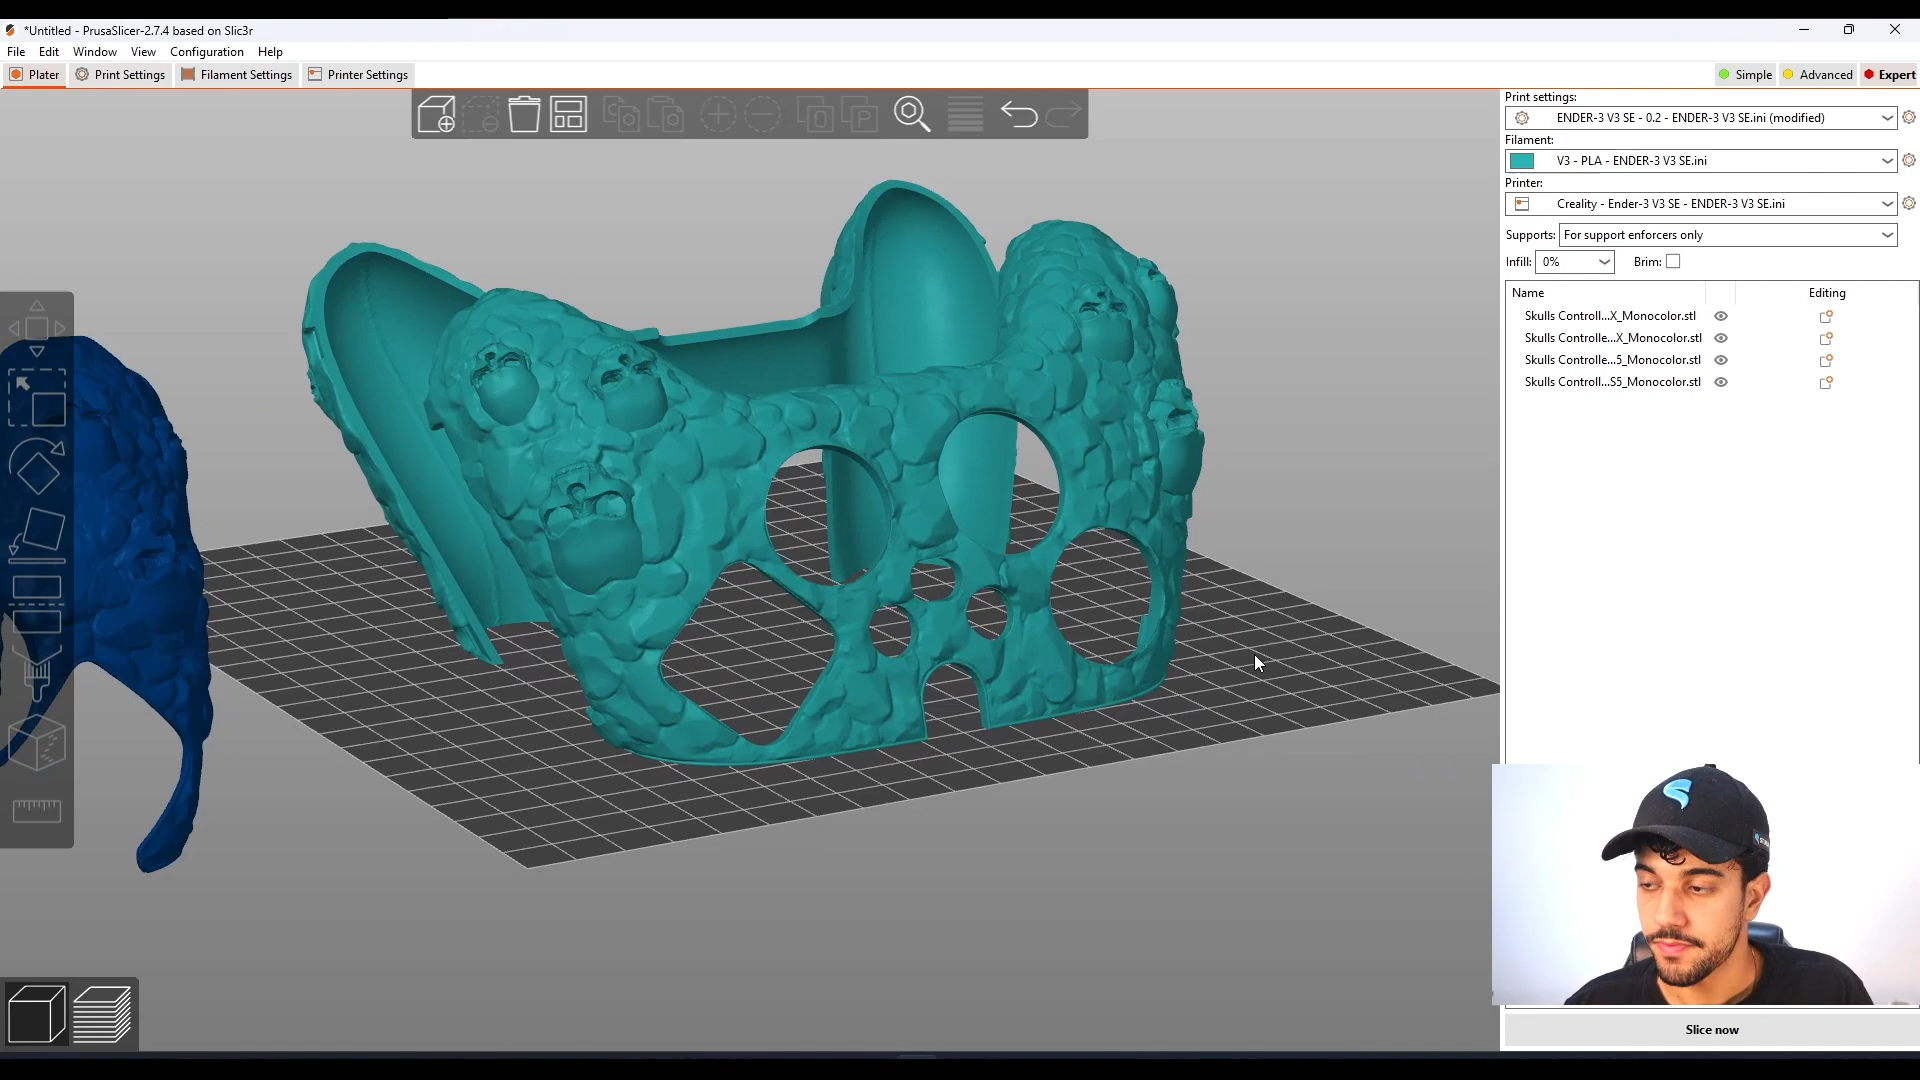 *Untitled - PrusaSlicer-2.7.4 based on Slic3r
File Edit Window View Configuration Help
Plater Print Settings Filament Settings Printer Settings Simple Advanced Expert
Print settings:
ENDER-3 V3 SE - 0.2 - ENDER-3 V3 SE.ini (modified)
Filament:
V3 - PLA - ENDER-3 V3 SE.ini
Printer:
Creality - Ender-3 V3 SE - ENDER-3 V3 SE.ini
Supports: For support enforcers only
Infill: 0% Brim:
Name Editing
Skulls Controll...X_Monocolor.stl
Skulls Controlle...X_Monocolor.stl
Skulls Controlle...5_Monocolor.stl
Skulls Controll...S5_Monocolor.stl
Slice now